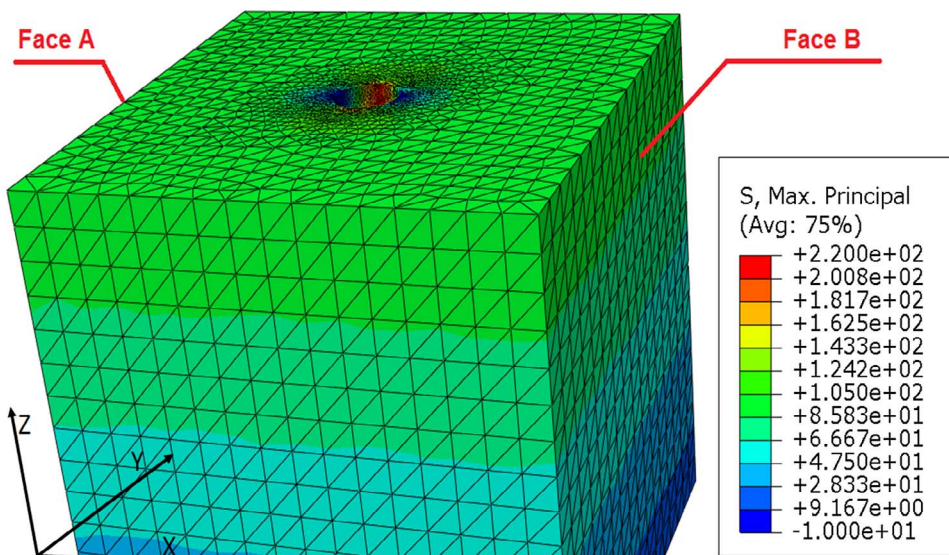 Face A
Face B
S, Max. Principal
(Avg: 75%)
+2.200e+02
+2.008e+02
+1.817e+02
+1.625e+02
+1.433e+02
+1.242e+02
+1.050e+02
+8.583e+01
+6.667e+01
+4.750e+01
+2.833e+01
+9.167e+00
-1.000e+01
Z
Y
X